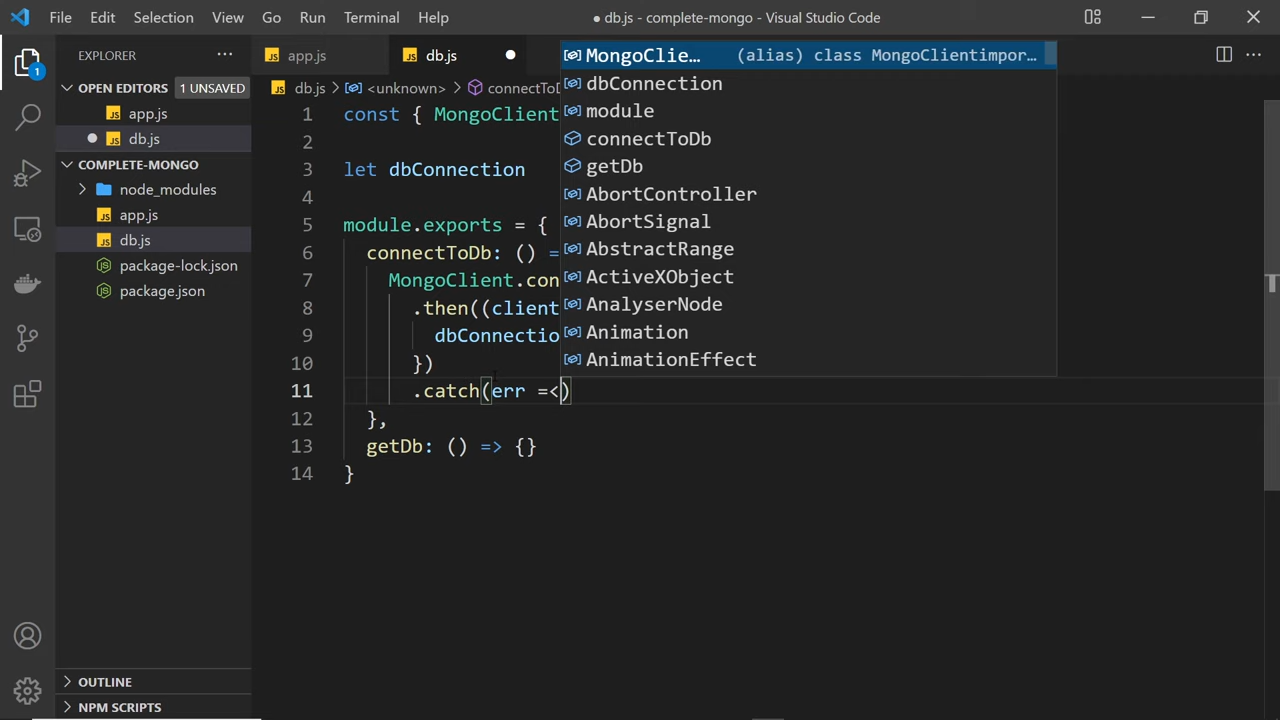 File Edit Selection View Go Run Terminal Help ● db.js - complete-mongo - Visual Studio Code
EXPLORER ···
app.js
db.js ●
OPEN EDITORS 1 UNSAVED
app.js
db.js
COMPLETE-MONGO
node_modules
app.js
db.js
package-lock.json
package.json
OUTLINE
NPM SCRIPTS
1
db.js > <unknown> > connectToD
1 const { MongoClient
2
3 let dbConnection
4
5 module.exports = {
6 connectToDb: () =
7 MongoClient.con
8 .then((client
9 dbConnectio
10 })
11 .catch(err =<)
12 },
13 getDb: () => {}
14 }
MongoClie… (alias) class MongoClientimpor…
dbConnection
module
connectToDb
getDb
AbortController
AbortSignal
AbstractRange
ActiveXObject
AnalyserNode
Animation
AnimationEffect